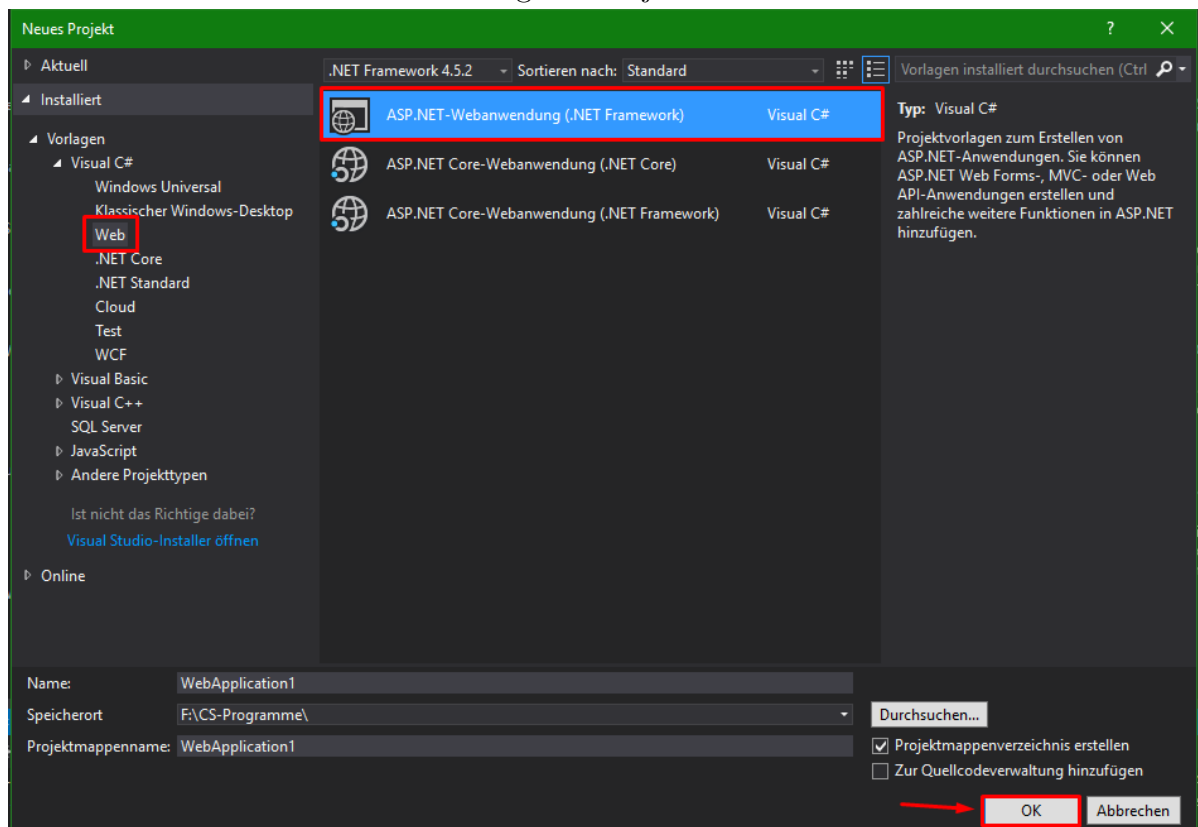 Neues Projekt
?
Aktuell
.NET Framework 4.5.2
Sortieren nach: Standard
Vorlagen installiert durchsuchen (Ctrl
Installiert
Vorlagen
Visual C#
Windows Universal
Klassischer Windows-Desktop
Web
.NET Core
.NET Standard
Cloud
Test
WCF
Visual Basic
Visual C++
SQL Server
JavaScript
Andere Projekttypen
Ist nicht das Richtige dabei?
Visual Studio-Installer öffnen
Online
ASP.NET-Webanwendung (.NET Framework) Visual C#
ASP.NET Core-Webanwendung (.NET Core) Visual C#
ASP.NET Core-Webanwendung (.NET Framework) Visual C#
Typ: Visual C#
Projektvorlagen zum Erstellen von
ASP.NET-Anwendungen. Sie können
ASP.NET Web Forms-, MVC- oder Web
API-Anwendungen erstellen und
zahlreiche weitere Funktionen in ASP.NET
hinzufügen.
Name: WebApplication1
Speicherort F:\CS-Programme\
Durchsuchen...
Projektmappenname: WebApplication1
Projektmappenverzeichnis erstellen
Zur Quellcodeverwaltung hinzufügen
OK Abbrechen